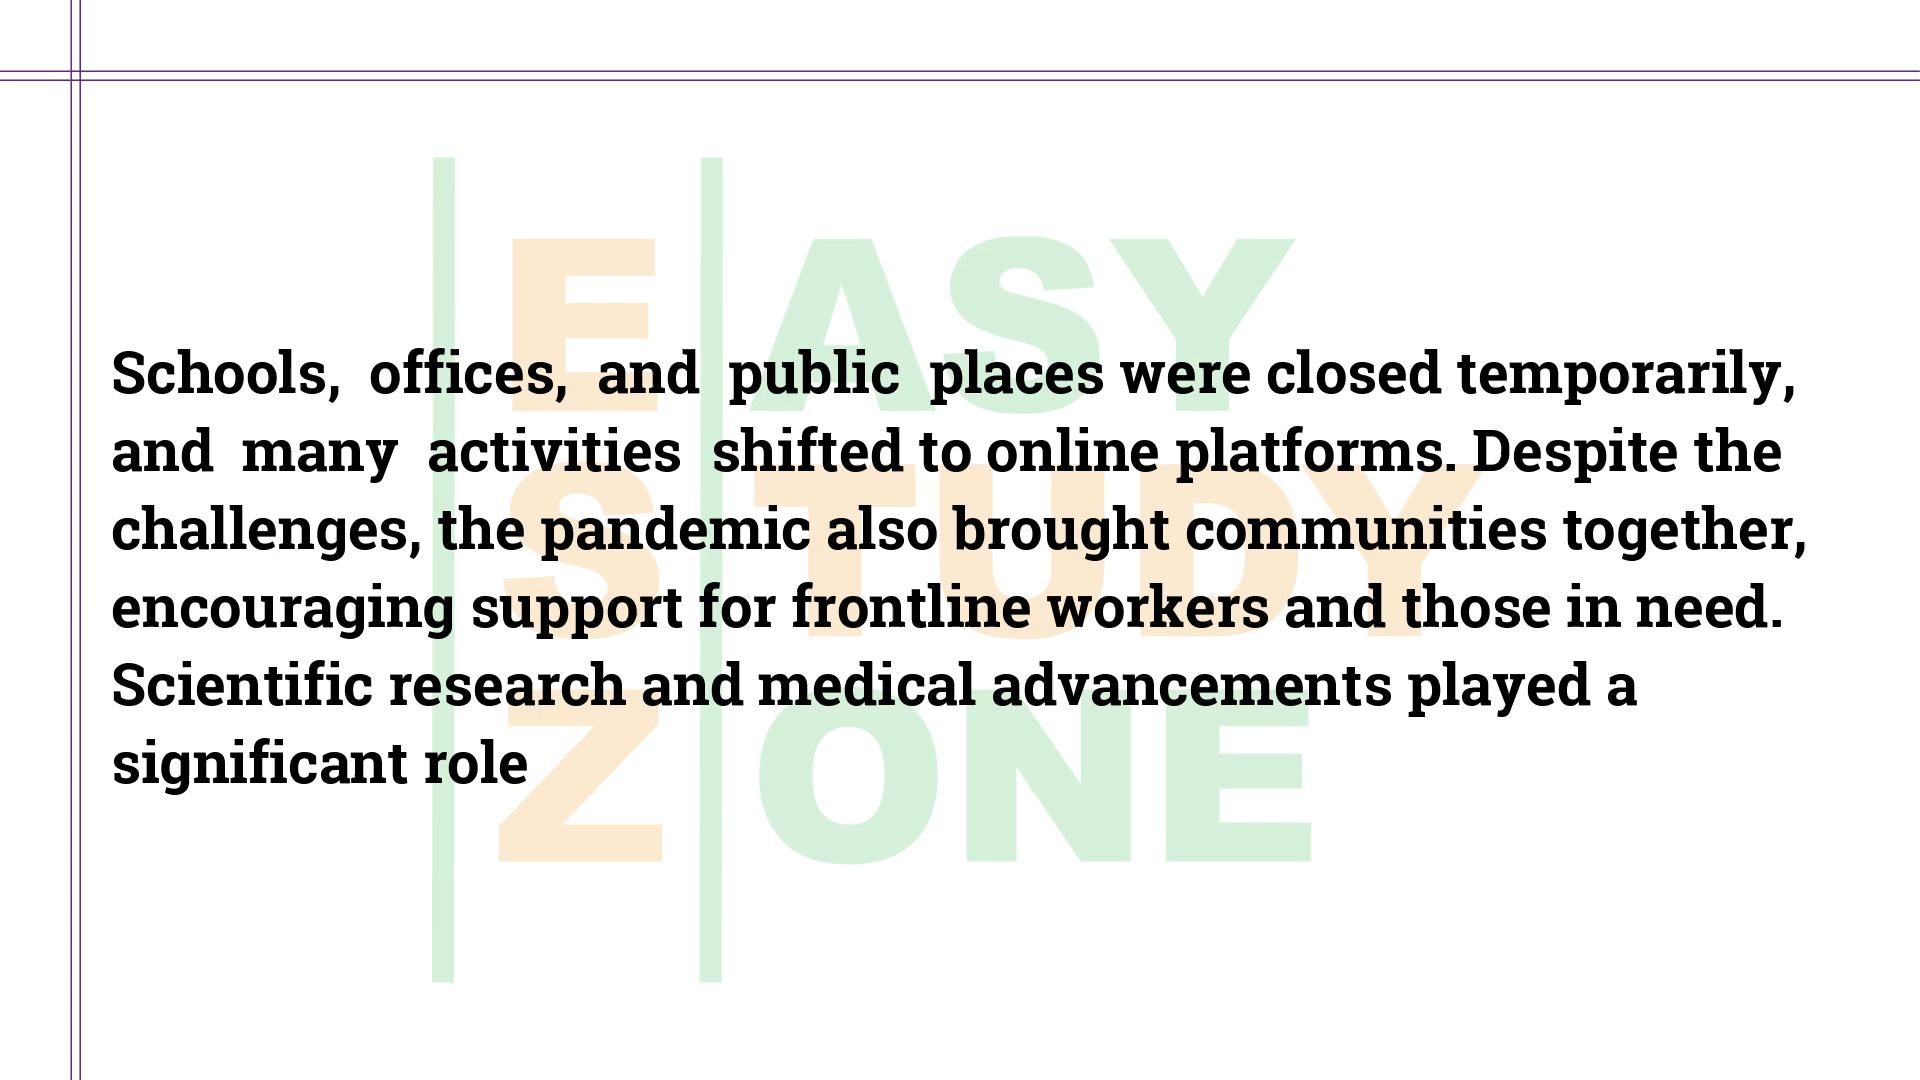 EASY
STUDY
ZONE
Schools, offices, and public places were closed temporarily,
and many activities shifted to online platforms. Despite the
challenges, the pandemic also brought communities together,
encouraging support for frontline workers and those in need.
Scientific research and medical advancements played a
significant role